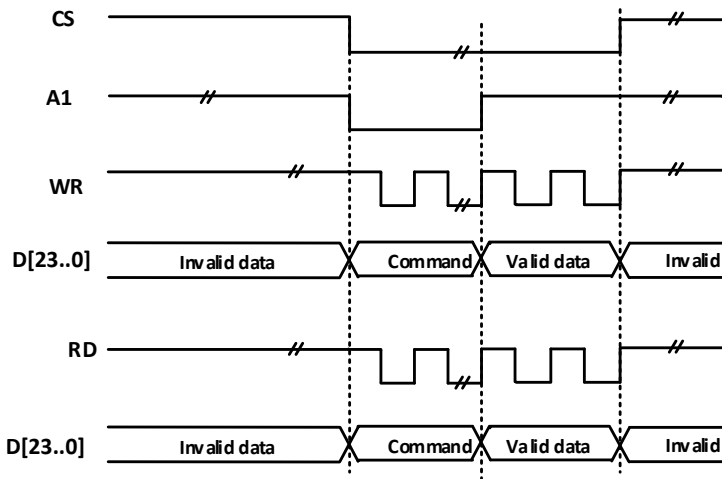 CS
A1
WR
D[23..0] Invalid data Command Valid data Invalid
RD
D[23..0] Invalid data Command Valid data Invalid